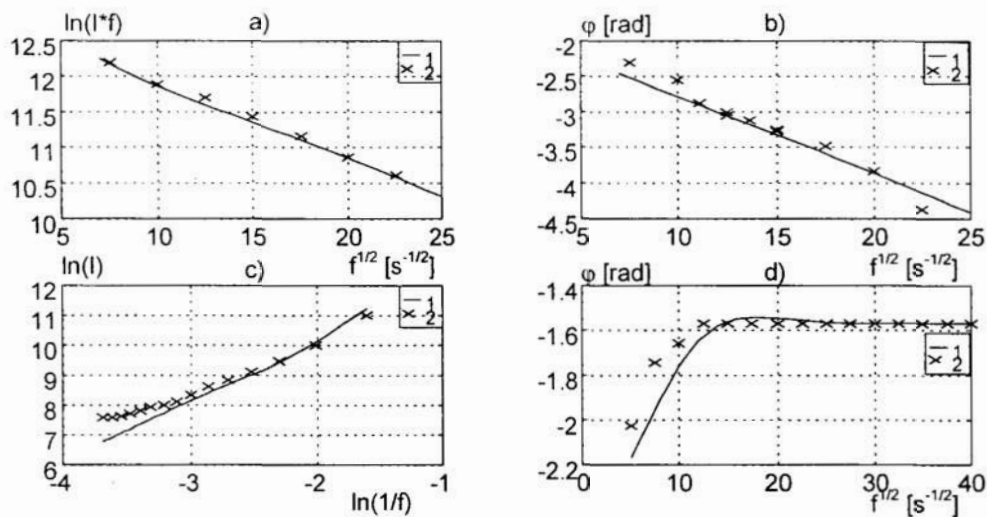 ln(I*f) a)
12.5
12
11.5
11
10.5
10
5 10 15 20 25
f^1/2 [s^-1/2]
1
2
φ [rad] b)
-2
-2.5
-3
-3.5
-4
-4.5
5 10 15 20 25
f^1/2 [s^-1/2]
1
2
ln(I) c)
12
11
10
9
8
7
6
-4 -3 -2 -1
ln(1/f)
1
2
φ [rad] d)
-1.4
-1.6
-1.8
-2
-2.2
0 10 20 30 40
f^1/2 [s^-1/2]
1
2